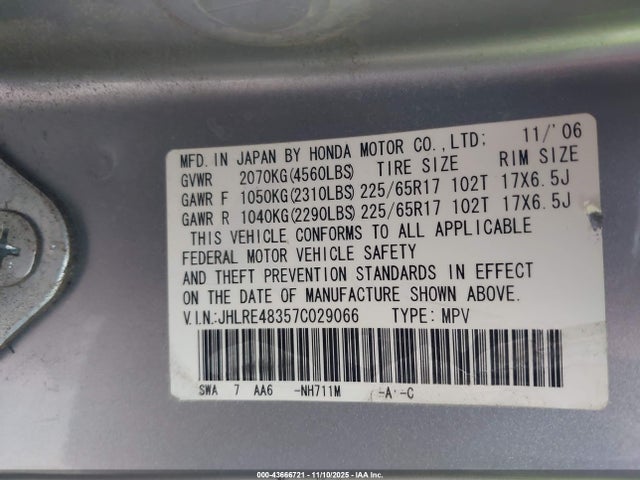 MFD. IN JAPAN BY HONDA MOTOR CO.,LTD: 11/'06
GVWR 2070KG(4560LBS) TIRE SIZE RIM SIZE
GAWR F 1050KG(2310LBS) 225/65R17 102T 17X6.5J
GAWR R 1040KG(2290LBS) 225/65R17 102T 17X6.5J
THIS VEHICLE CONFORMS TO ALL APPLICABLE
FEDERAL MOTOR VEHICLE SAFETY
AND THEFT PREVENTION STANDARDS IN EFFECT
ON THE DATE OF MANUFACTURE SHOWN ABOVE.
V.I.N.:JHLRE48357C029066 TYPE: MPV
SWA 7 AA6 -NH711M -A -C
000-43666721 - 11/10/2025 - IAA Inc.